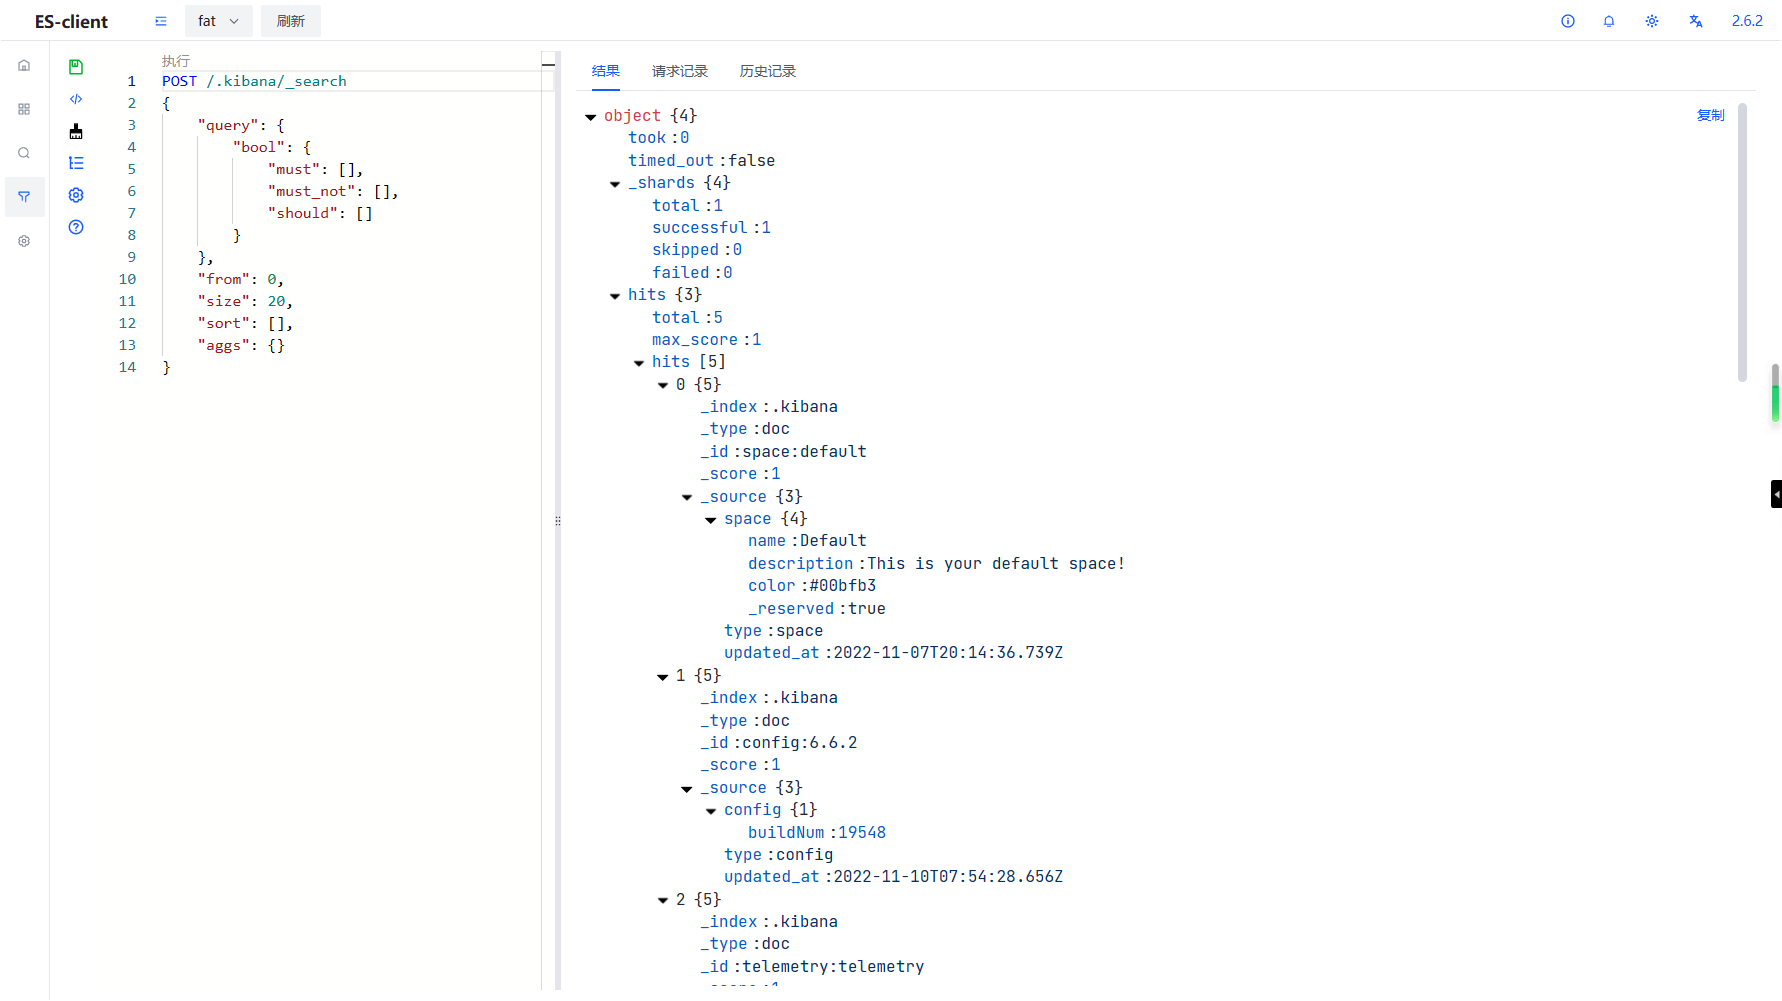 ES-client
fat
刷新
2.6.2
执行
1 POST /.kibana/_search
2 {
3 "query": {
4 "bool": {
5 "must": [],
6 "must_not": [],
7 "should": []
8 }
9 },
10 "from": 0,
11 "size": 20,
12 "sort": [],
13 "aggs": {}
14 }
结果 请求记录 历史记录
复制
object {4}
took :0
timed_out :false
_shards {4}
total :1
successful :1
skipped :0
failed :0
hits {3}
total :5
max_score :1
hits [5]
0 {5}
_index :.kibana
_type :doc
_id :space:default
_score :1
_source {3}
space {4}
name :Default
description :This is your default space!
color :#00bfb3
_reserved :true
type :space
updated_at :2022-11-07T20:14:36.739Z
1 {5}
_index :.kibana
_type :doc
_id :config:6.6.2
_score :1
_source {3}
config {1}
buildNum :19548
type :config
updated_at :2022-11-10T07:54:28.656Z
2 {5}
_index :.kibana
_type :doc
_id :telemetry:telemetry